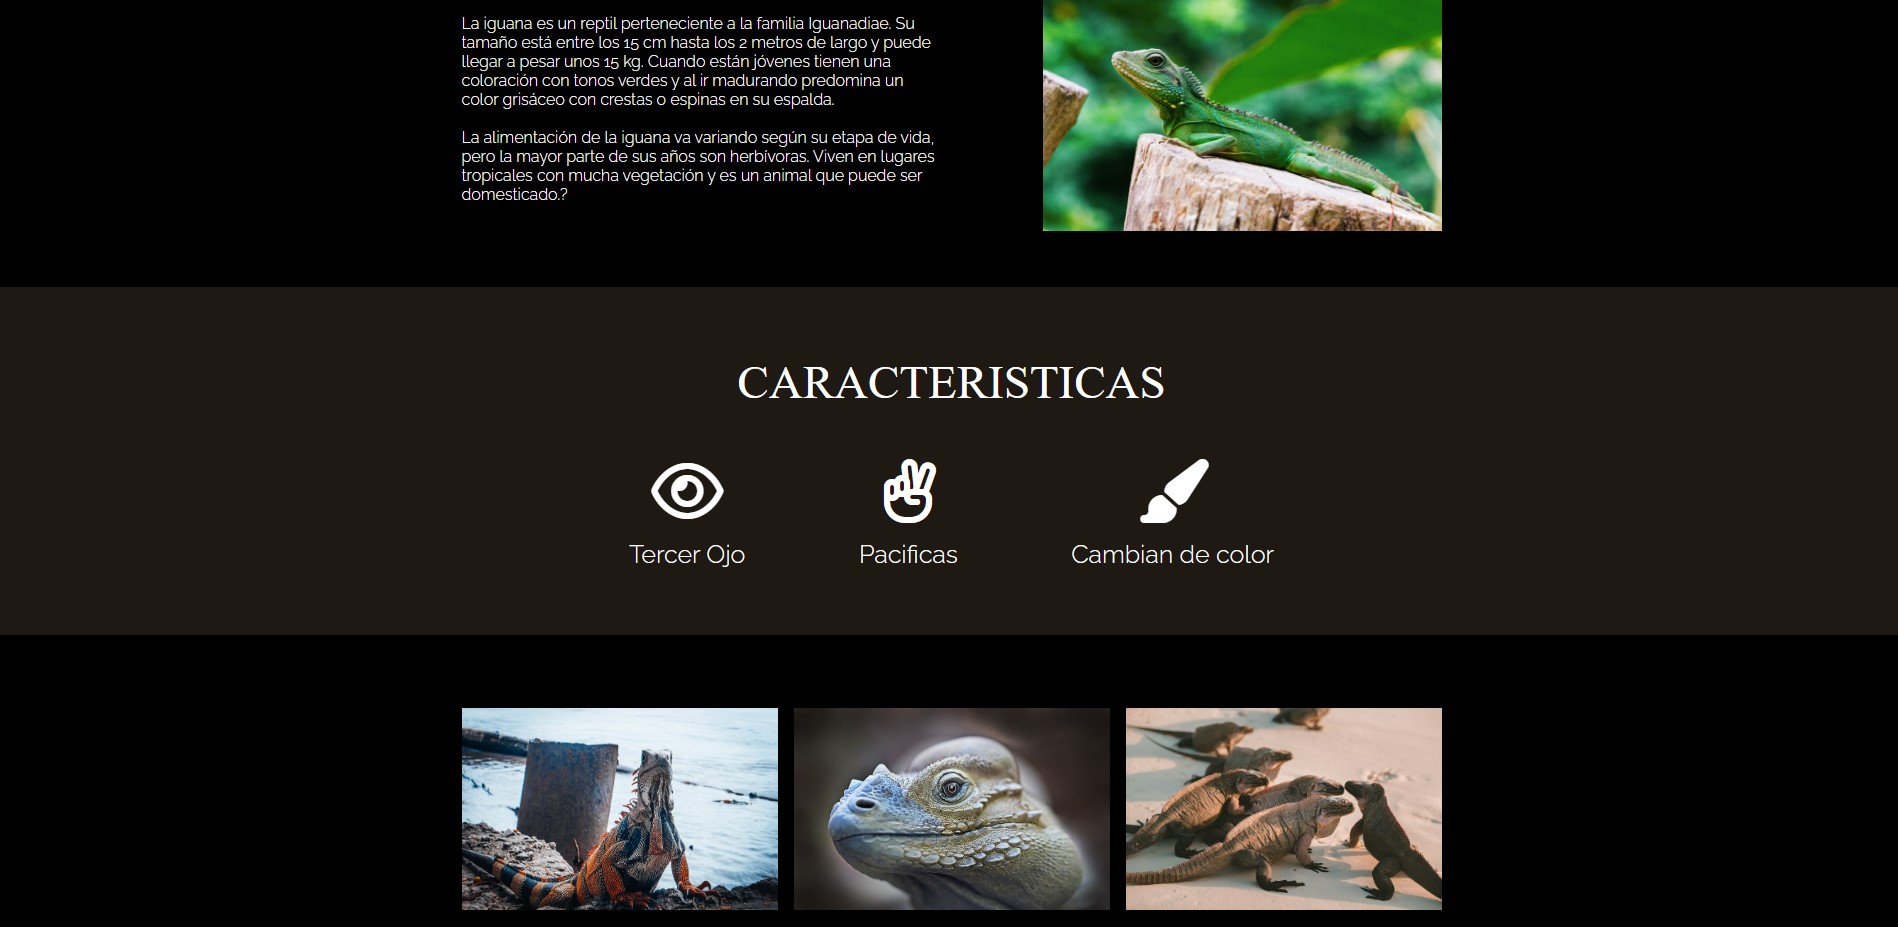 La iguana es un reptil perteneciente a la familia Iguanadiae. Su
tamaño está entre los 15 cm hasta los 2 metros de largo y puede
llegar a pesar unos 15 kg. Cuando están jóvenes tienen una
coloración con tonos verdes y al ir madurando predomina un
color grisáceo con crestas o espinas en su espalda.
La alimentación de la iguana va variando según su etapa de vida,
pero la mayor parte de sus años son herbívoras. Viven en lugares
tropicales con mucha vegetación y es un animal que puede ser
domesticado.?
CARACTERISTICAS
Tercer Ojo
Pacificas
Cambian de color